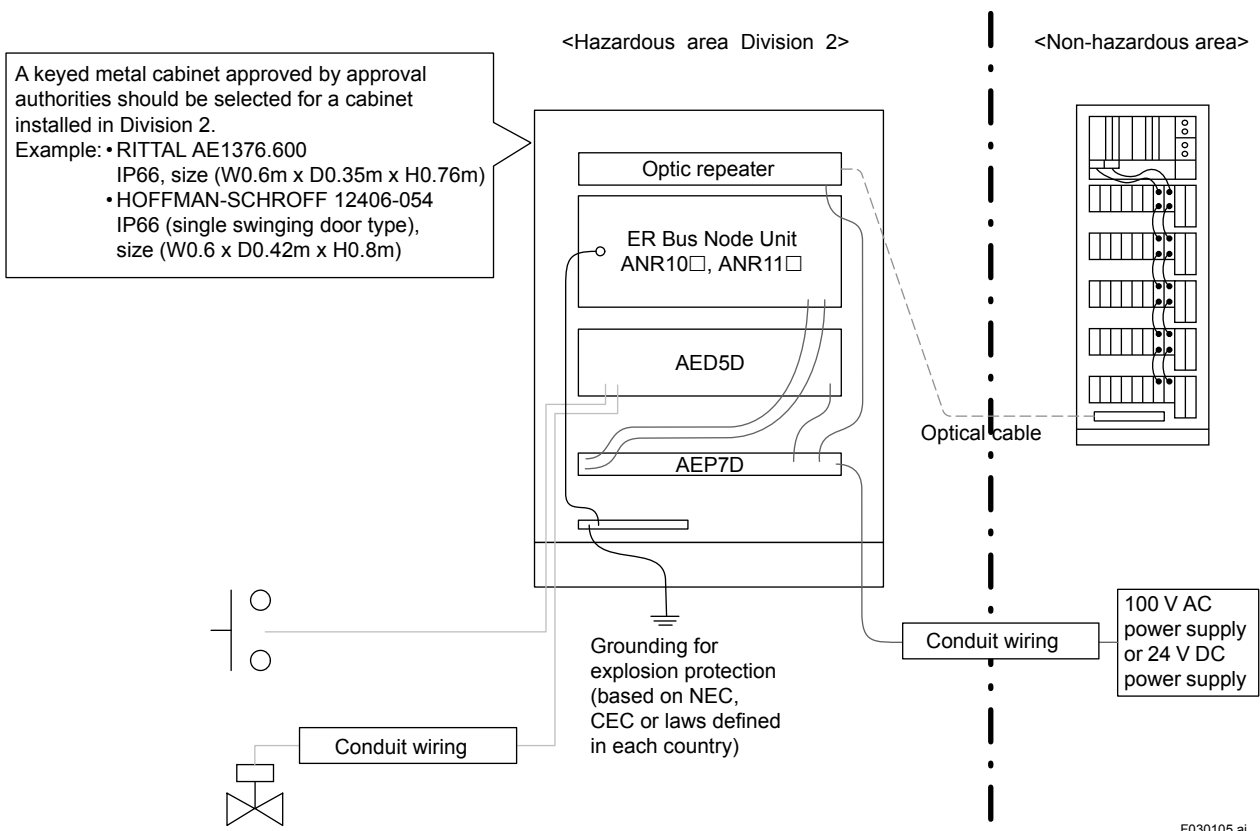 <Hazardous area Division 2>
<Non-hazardous area>
A keyed metal cabinet approved by approval
authorities should be selected for a cabinet
installed in Division 2.
Example: • RITTAL AE1376.600
IP66, size (W0.6m x D0.35m x H0.76m)
• HOFFMAN-SCHROFF 12406-054
IP66 (single swinging door type),
size (W0.6 x D0.42m x H0.8m)
Optic repeater
ER Bus Node Unit
ANR10□, ANR11□
AED5D
AEP7D
Optical cable
Grounding for
explosion protection
(based on NEC,
CEC or laws defined
in each country)
Conduit wiring
100 V AC
power supply
or 24 V DC
power supply
Conduit wiring
F030105.ai